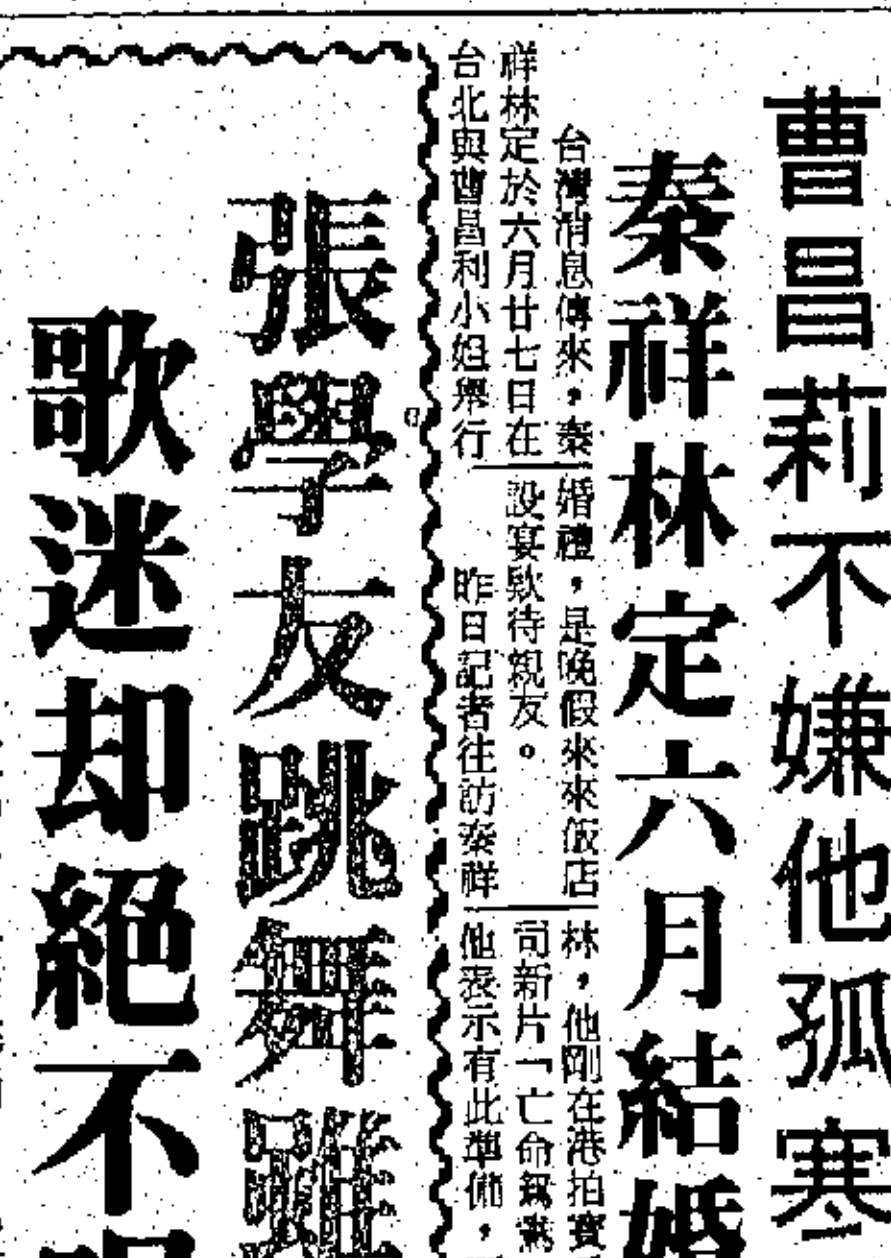 曹昌莉不嫌他孤寒
秦祥林定六月結婚
台灣消息傳來，秦
祥林定於六月廿七日在
台北與曹昌利小姐舉行
婚禮，是晚假來來飯店
設宴欵待親友。
昨日記者往訪秦祥
林，他剛在港拍寶
司新片「亡命鴛鴦
他表示有此準備，
張學友跳舞
歌迷却絕不